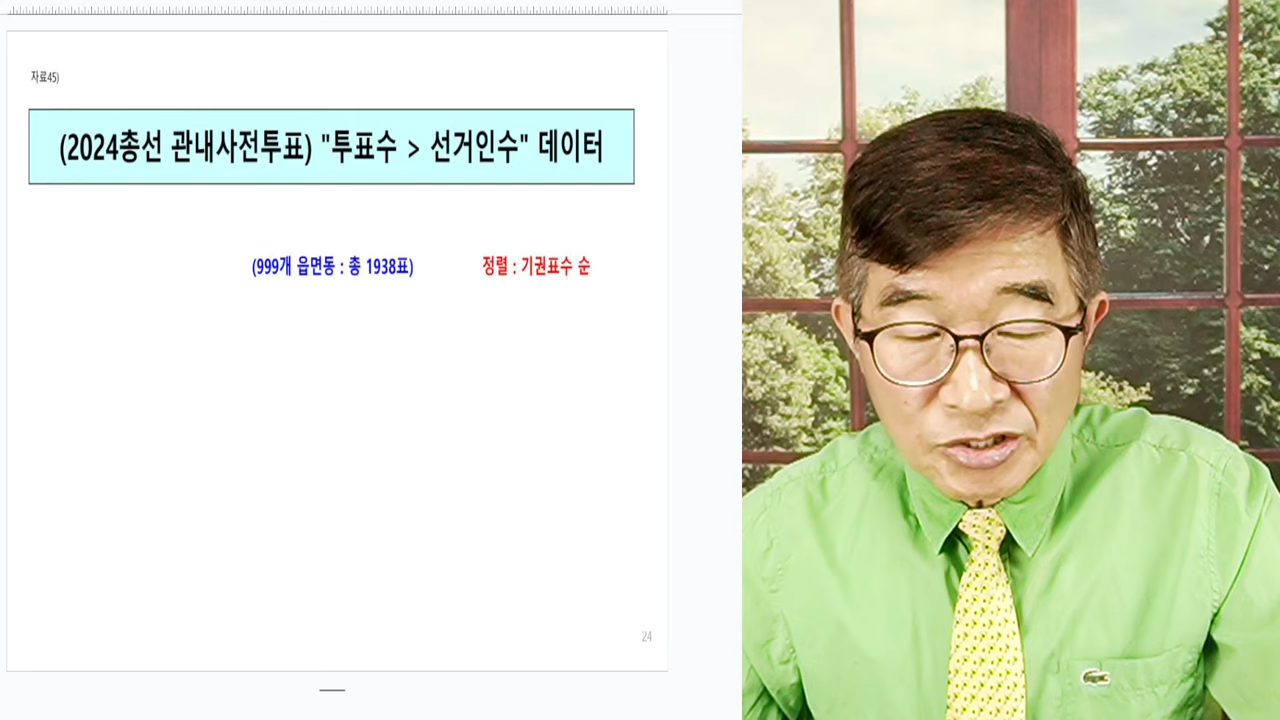 자료45)
(2024총선 관내사전투표) "투표수 > 선거인수" 데이터
(999개 읍면동 : 총 1938표) 정렬 : 기권표수 순
24